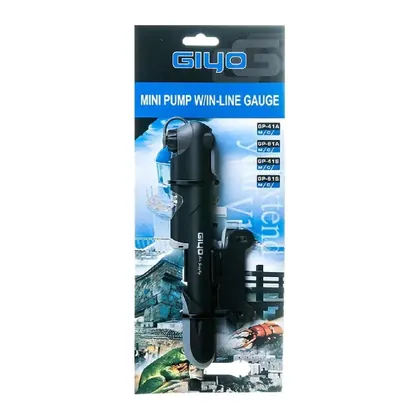 GIYO
MINI PUMP W/IN-LINE GAUGE
GP-41A
M/O/
GP-61A
M/O/
GP-41S
M/O/
GP-61S
M/O/
GIYO